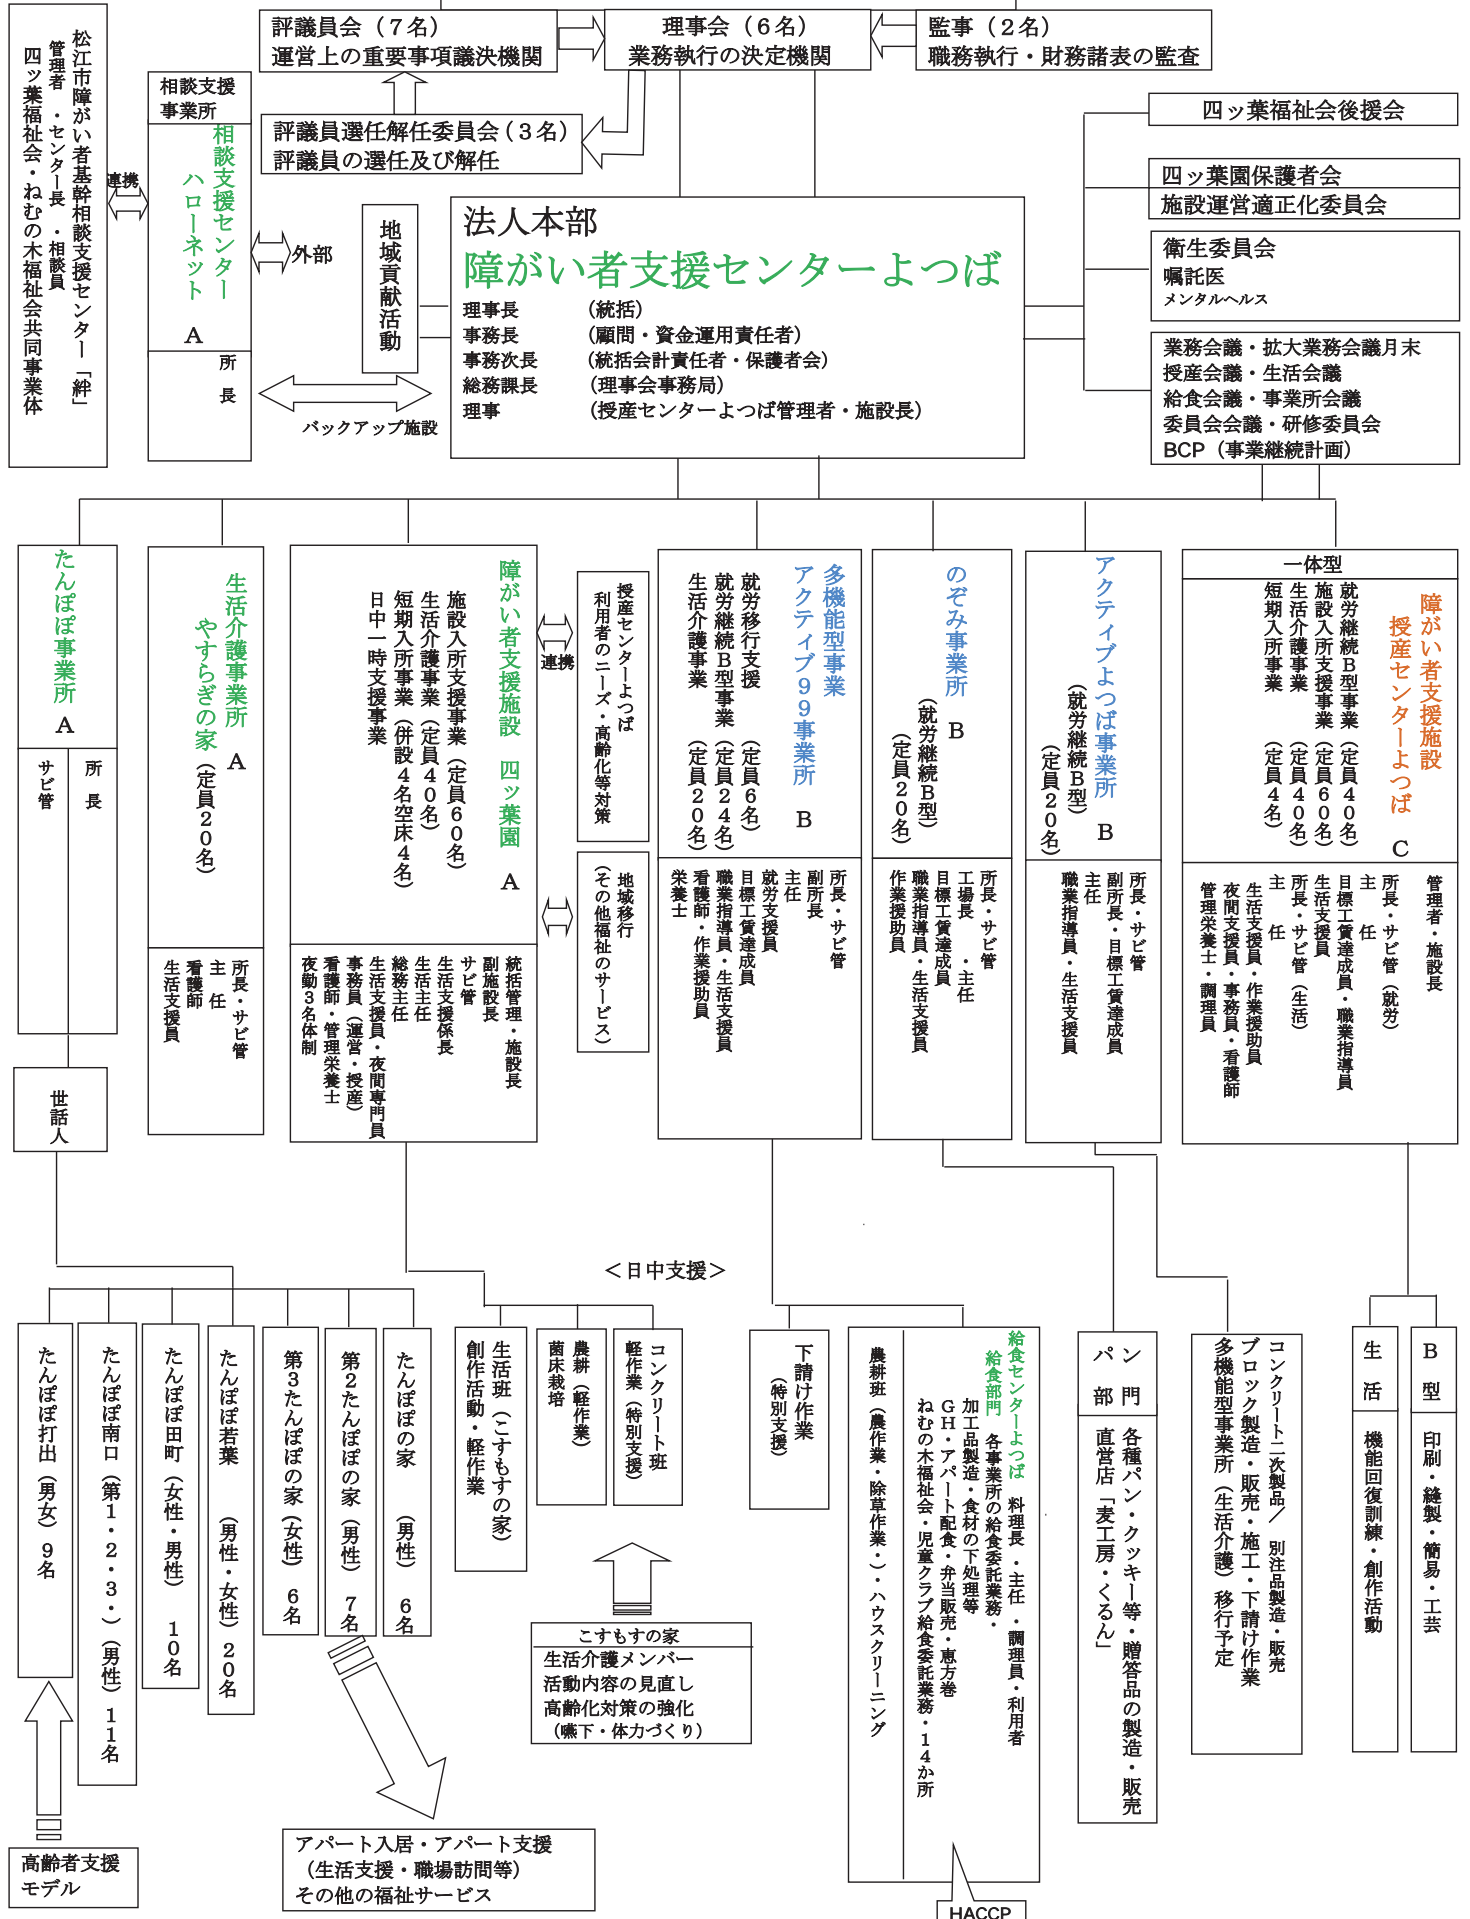 評議員会（７名）
運営上の重要事項議決機関
理事会（６名）
業務執行の決定機関
監事（２名）
職務執行・財務諸表の監査
評議員選任解任委員会（３名）
評議員の選任及び解任
松江市障がい者基幹相談支援センター「絆」
管理者　・センター長　・相談員
四ッ葉福祉会・ねむの木福祉会共同事業体
連携
相談支援
事業所
相談支援センター
ハローネット　A
所　長
外部
地域貢献活動
バックアップ施設
法人本部
障がい者支援センターよつば
理事長　（統括）
事務長　（顧問・資金運用責任者）
事務次長　（統括会計責任者・保護者会）
総務課長　（理事会事務局）
理事　（授産センターよつば管理者・施設長）
四ッ葉福祉会後援会
四ッ葉園保護者会
施設運営適正化委員会
衛生委員会
嘱託医
メンタルヘルス
業務会議・拡大業務会議月末
授産会議・生活会議
給食会議・事業所会議
委員会会議・研修委員会
BCP（事業継続計画）
たんぽぽ事業所　A
所　長
サビ管
世話人
生活介護事業所　A
やすらぎの家（定員２０名）
所長・サビ管
主　任
看護師
生活支援員
障がい者支援施設　四ッ葉園　A
施設入所支援事業（定員６０名）
生活介護事業（定員４０名）
短期入所事業（併設４名空床４名）
日中一時支援事業
統括管理・施設長
副施設長
サビ管
生活支援係長
生活主任
総務主任
生活支援員・夜間専門員
事務員（運営・授産）
看護師・管理栄養士
夜勤３名体制
連携
授産センターよつば
利用者のニーズ・高齢化等対策
地域移行
（その他福祉のサービス）
多機能型事業
アクティブ９９事業所　B
就労移行支援　（定員６名）
就労継続B型事業（定員２４名）
生活介護事業　（定員２０名）
所長・サビ管
副所長
主任
就労支援員
目標工賃達成員
職業指導員・生活支援員
看護師・作業援助員
栄養士
のぞみ事業所　B
（就労継続B型）
（定員２０名）
所長・サビ管
工場長　・主任
目標工賃達成員
職業指導員・生活支援員
作業援助員
アクティブよつば事業所　B
（就労継続B型）
（定員２０名）
所長・サビ管
副所長・目標工賃達成員
主任
職業指導員・生活支援員
一体型
障がい者支援施設
授産センターよつば　C
就労継続B型事業（定員４０名）
施設入所支援事業（定員６０名）
生活介護事業　（定員４０名）
短期入所事業　（定員４名）
管理者・施設長
所長・サビ管（就労）
主　任
目標工賃達成員・職業指導員
生活支援員
所長・サビ管（生活）
主　任
生活支援員・作業援助員
夜間支援員・事務員・看護師
管理栄養士・調理員
＜日中支援＞
たんぽぽ打出（男女）９名
たんぽぽ南口（第１・２・３・）（男性）１１名
たんぽぽ田町（女性・男性）　１０名
たんぽぽ若葉　（男性・女性）２０名
第３たんぽぽの家（女性）　６名
第２たんぽぽの家（男性）　７名
たんぽぽの家　（男性）　６名
生活班（こすもすの家）
創作活動・軽作業
農耕（軽作業）
菌床栽培
コンクリート班
軽作業（特別支援）
下請け作業
（特別支援）
給食センターよつば　料理長　・主任　・調理員・利用者
給食部門　各事業所の給食委託業務・
加工品製造・食材の下処理等
GH・アパート配食・弁当販売・恵方巻
ねむの木福祉会・児童クラブ給食委託業務・１４か所
農耕班（農作業・除草作業・）・ハウスクリーニング
HACCP
パン部門
各種パン・クッキー等・贈答品の製造・販売
直営店「麦工房・くるん」
コンクリート二次製品／　別注品製造・販売
ブロック製造・販売・施工・下請け作業
多機能型事業所（生活介護）移行予定
生　活
機能回復訓練・創作活動
B　型
印刷・縫製・簡易・工芸
こすもすの家
生活介護メンバー
活動内容の見直し
高齢化対策の強化
（嚥下・体力づくり）
高齢者支援
モデル
アパート入居・アパート支援
（生活支援・職場訪問等）
その他の福祉サービス